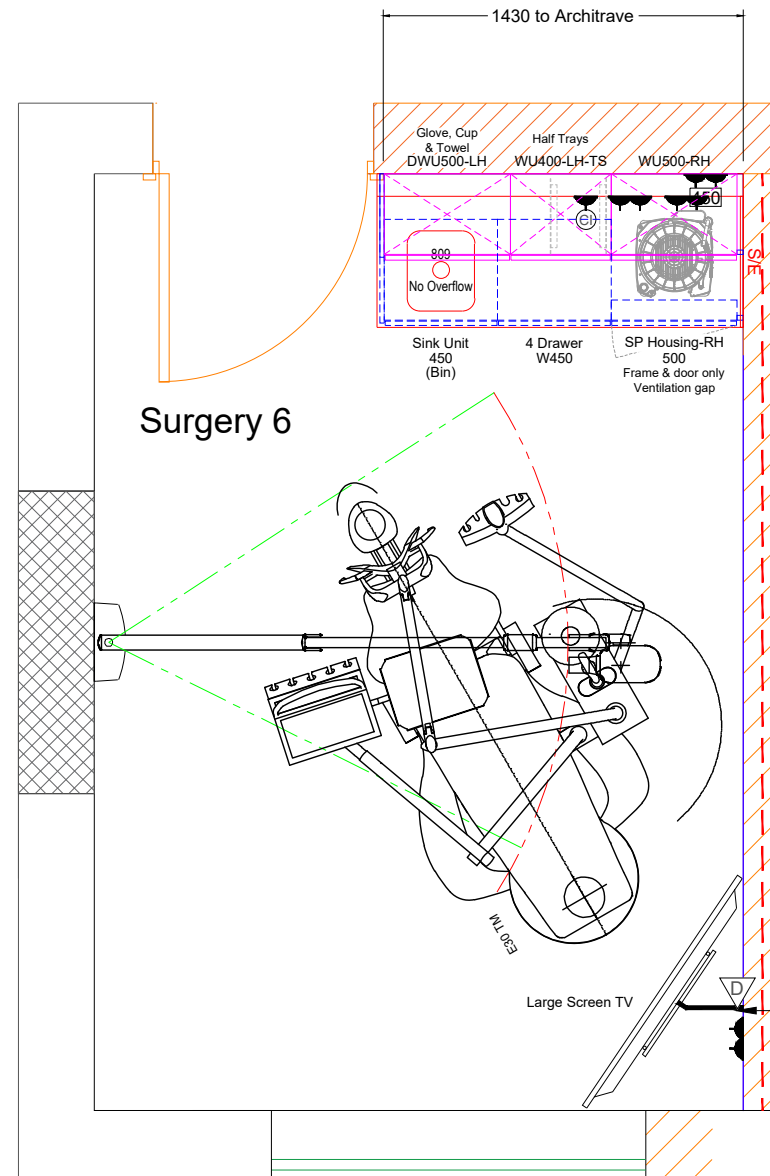 1430 to Architrave
Glove, Cup
& Towel
DWU500-LH
Half Trays
WU400-LH-TS
WU500-RH
450
CI
S/E
809
No Overflow
Sink Unit
450
(Bin)
4 Drawer
W450
SP Housing-RH
500
Frame & door only
Ventilation gap
Surgery 6
E30 TM
Large Screen TV
D